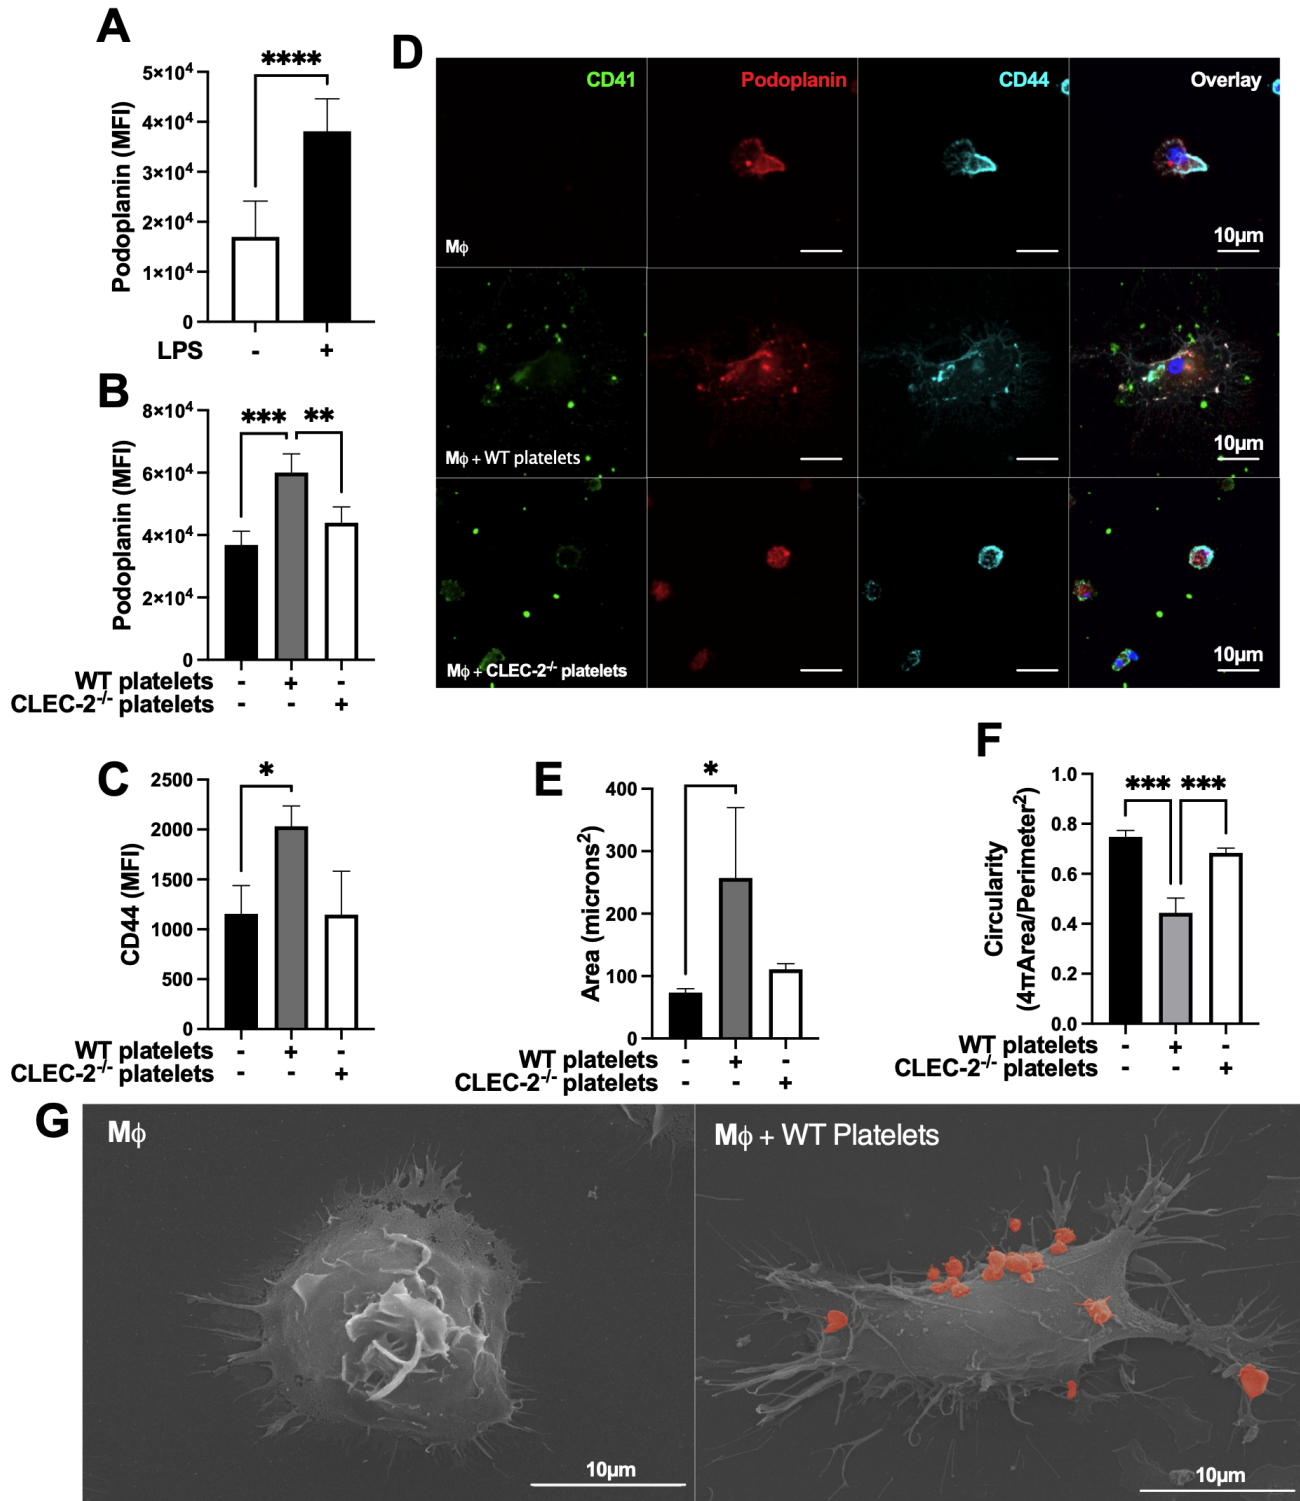 A
****
Podoplanin (MFI)
5×10⁴
4×10⁴
3×10⁴
2×10⁴
1×10⁴
0
LPS - +
B
*** **
Podoplanin (MFI)
8×10⁴
6×10⁴
4×10⁴
2×10⁴
0
WT platelets - + -
CLEC-2⁻/⁻ platelets - - +
C
*
CD44 (MFI)
2500
2000
1500
1000
500
0
WT platelets - + -
CLEC-2⁻/⁻ platelets - - +
D
CD41 Podoplanin CD44 Overlay
Mϕ
10µm
Mϕ + WT platelets
10µm
Mϕ + CLEC-2⁻/⁻ platelets
10µm
E
*
Area (microns²)
400
300
200
100
0
WT platelets - + -
CLEC-2⁻/⁻ platelets - - +
F
*** ***
Circularity
(4πArea/Perimeter²)
1.0
0.8
0.6
0.4
0.2
0.0
WT platelets - + -
CLEC-2⁻/⁻ platelets - - +
G
Mϕ
10µm
Mϕ + WT Platelets
10µm